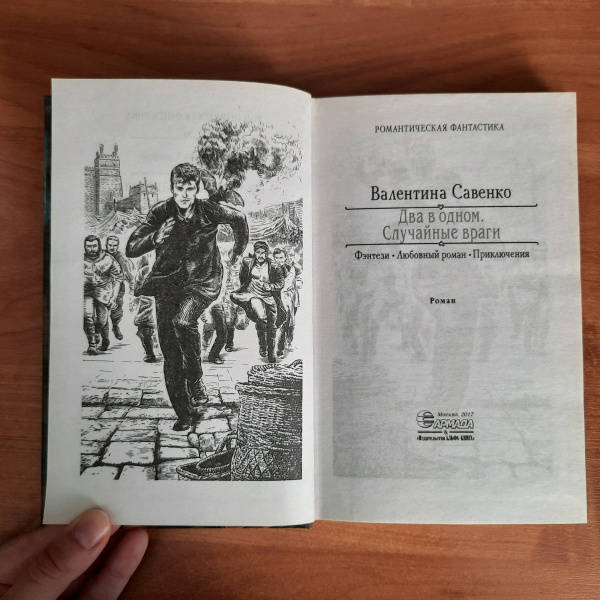 РОМАНТИЧЕСКАЯ ФАНТАСТИКА
Валентина Савенко
Два в одном.
Случайные враги
Фэнтези • Любовный роман • Приключения
Роман
Москва, 2017
АРМАДА
&
«Издательство АЛЬФА-КНИГА»